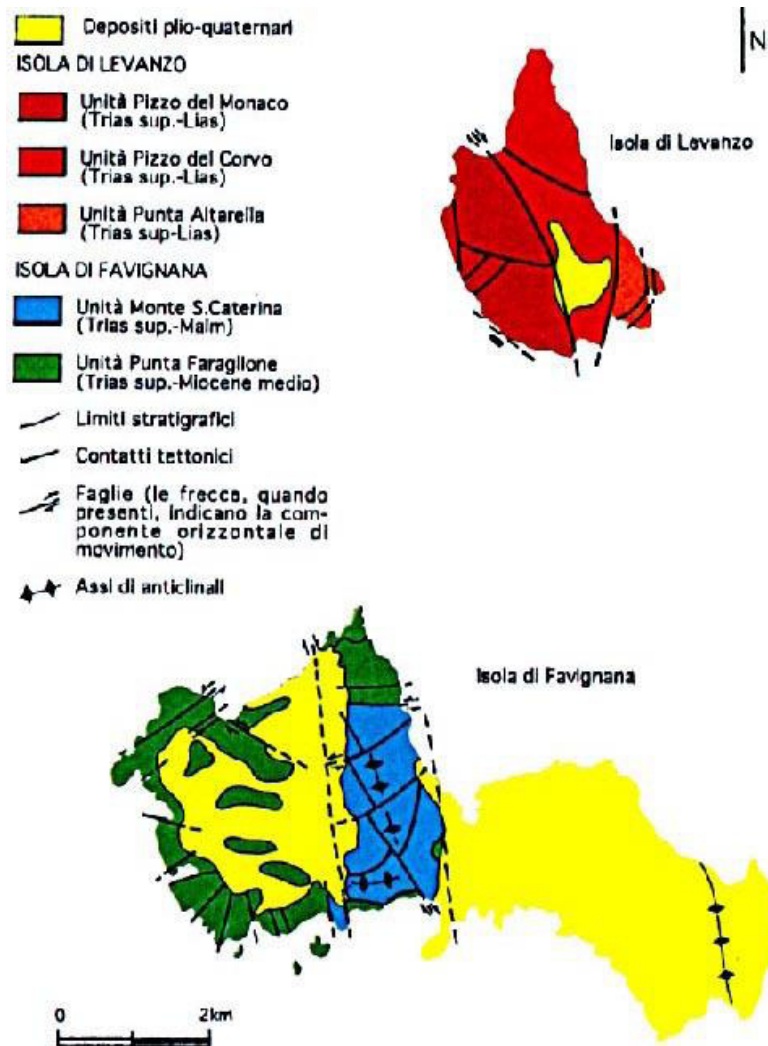 Depositi plio-quaternari
ISOLA DI LEVANZO
Unità Pizzo del Monaco
(Trias sup.-Lias)
Unità Pizzo del Corvo
(Trias sup.-Lias)
Unità Punta Altarella
(Trias sup-Lias)
ISOLA DI FAVIGNANA
Unità Monte S.Caterina
(Trias sup.-Malm)
Unità Punta Faraglione
(Trias sup.-Miocene medio)
Limiti stratigrafici
Contatti tettonici
Faglie (le frecce, quando
presenti, indicano la com-
ponente orizzontale di
movimento)
Assi di anticlinali
N
Isola di Levanzo
Isola di Favignana
0 2km